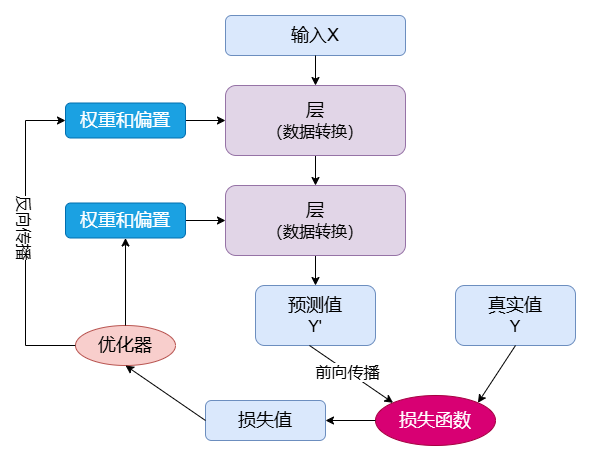 输入X
权重和偏置
层
(数据转换)
权重和偏置
层
(数据转换)
反向传播
预测值
Y'
真实值
Y
优化器
前向传播
损失值
损失函数